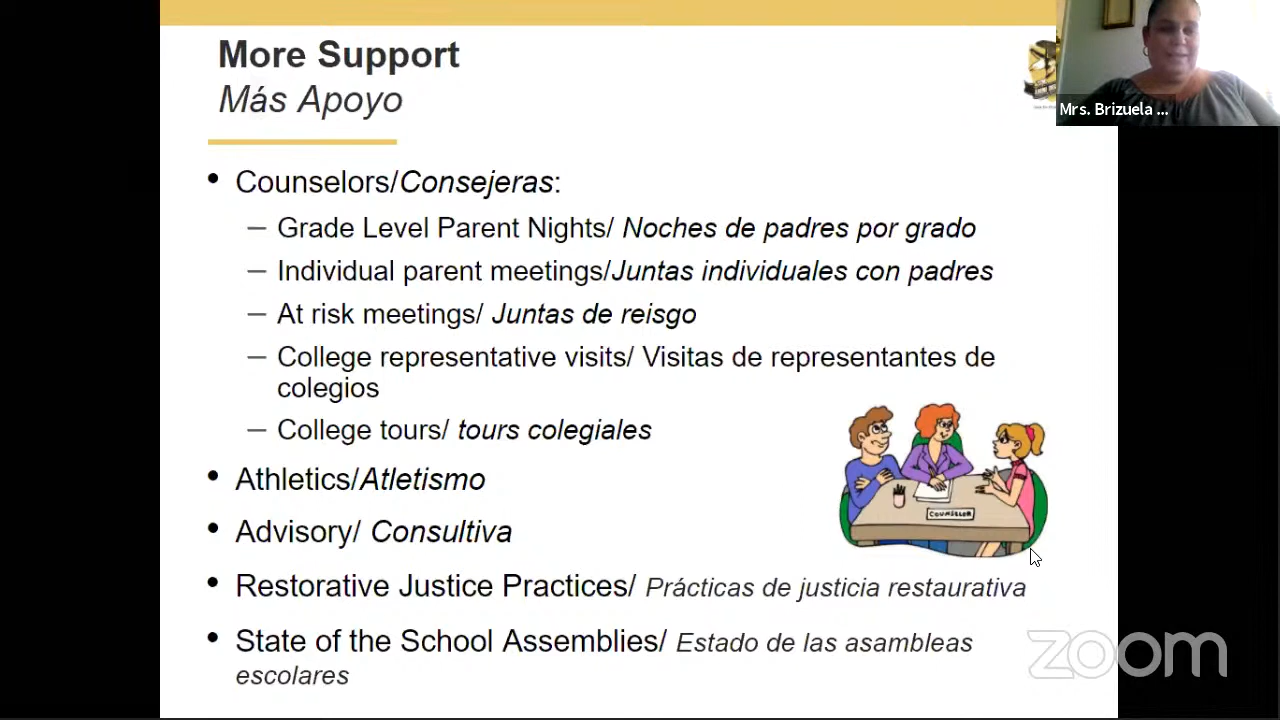 More Support
Más Apoyo
Mrs. Brizuela ...
• Counselors/Consejeras:
– Grade Level Parent Nights/ Noches de padres por grado
– Individual parent meetings/Juntas individuales con padres
– At risk meetings/ Juntas de reisgo
– College representative visits/ Visitas de representantes de
colegios
– College tours/ tours colegiales
COUNSELOR
• Athletics/Atletismo
• Advisory/ Consultiva
• Restorative Justice Practices/ Prácticas de justicia restaurativa
• State of the School Assemblies/ Estado de las asambleas
escolares
zoom